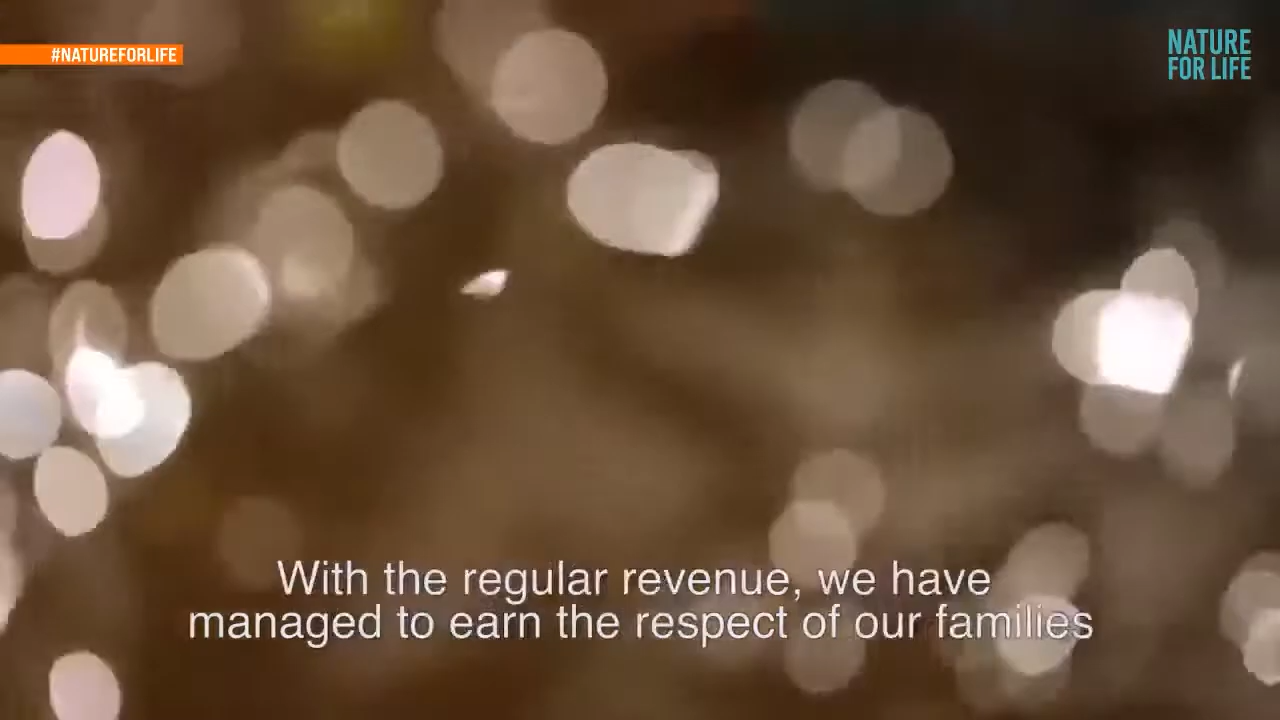 #NATUREFORLIFE
NATURE
FOR LIFE
With the regular revenue, we have
managed to earn the respect of our families